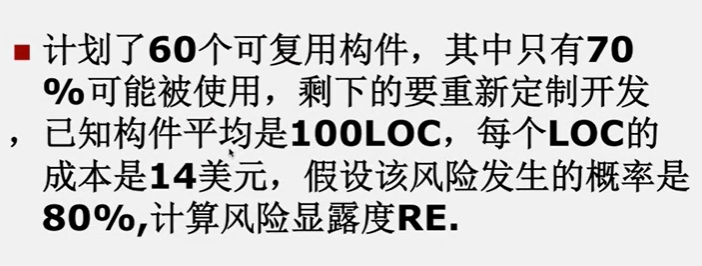 ■ 计划了60个可复用构件，其中只有70
%可能被使用，剩下的要重新定制开发
，已知构件平均是100LOC，每个LOC的
成本是14美元，假设该风险发生的概率是
80%,计算风险显露度RE.